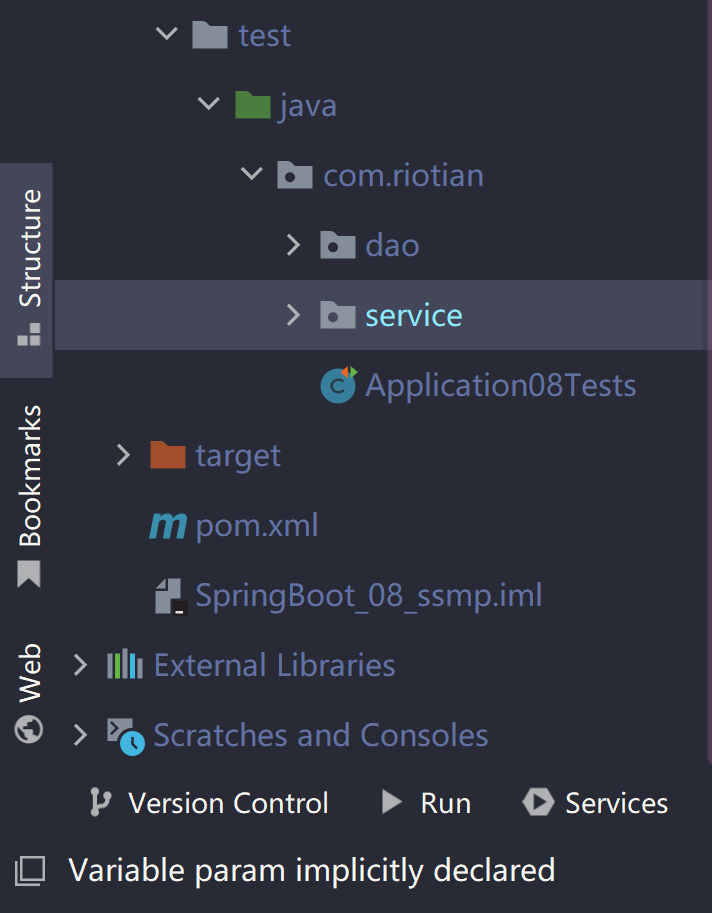 test
java
com.riotian
dao
Structure
service
Application08Tests
Bookmarks
target
pom.xml
SpringBoot_08_ssmp.iml
Web
External Libraries
Scratches and Consoles
Version Control Run Services
Variable param implicitly declared